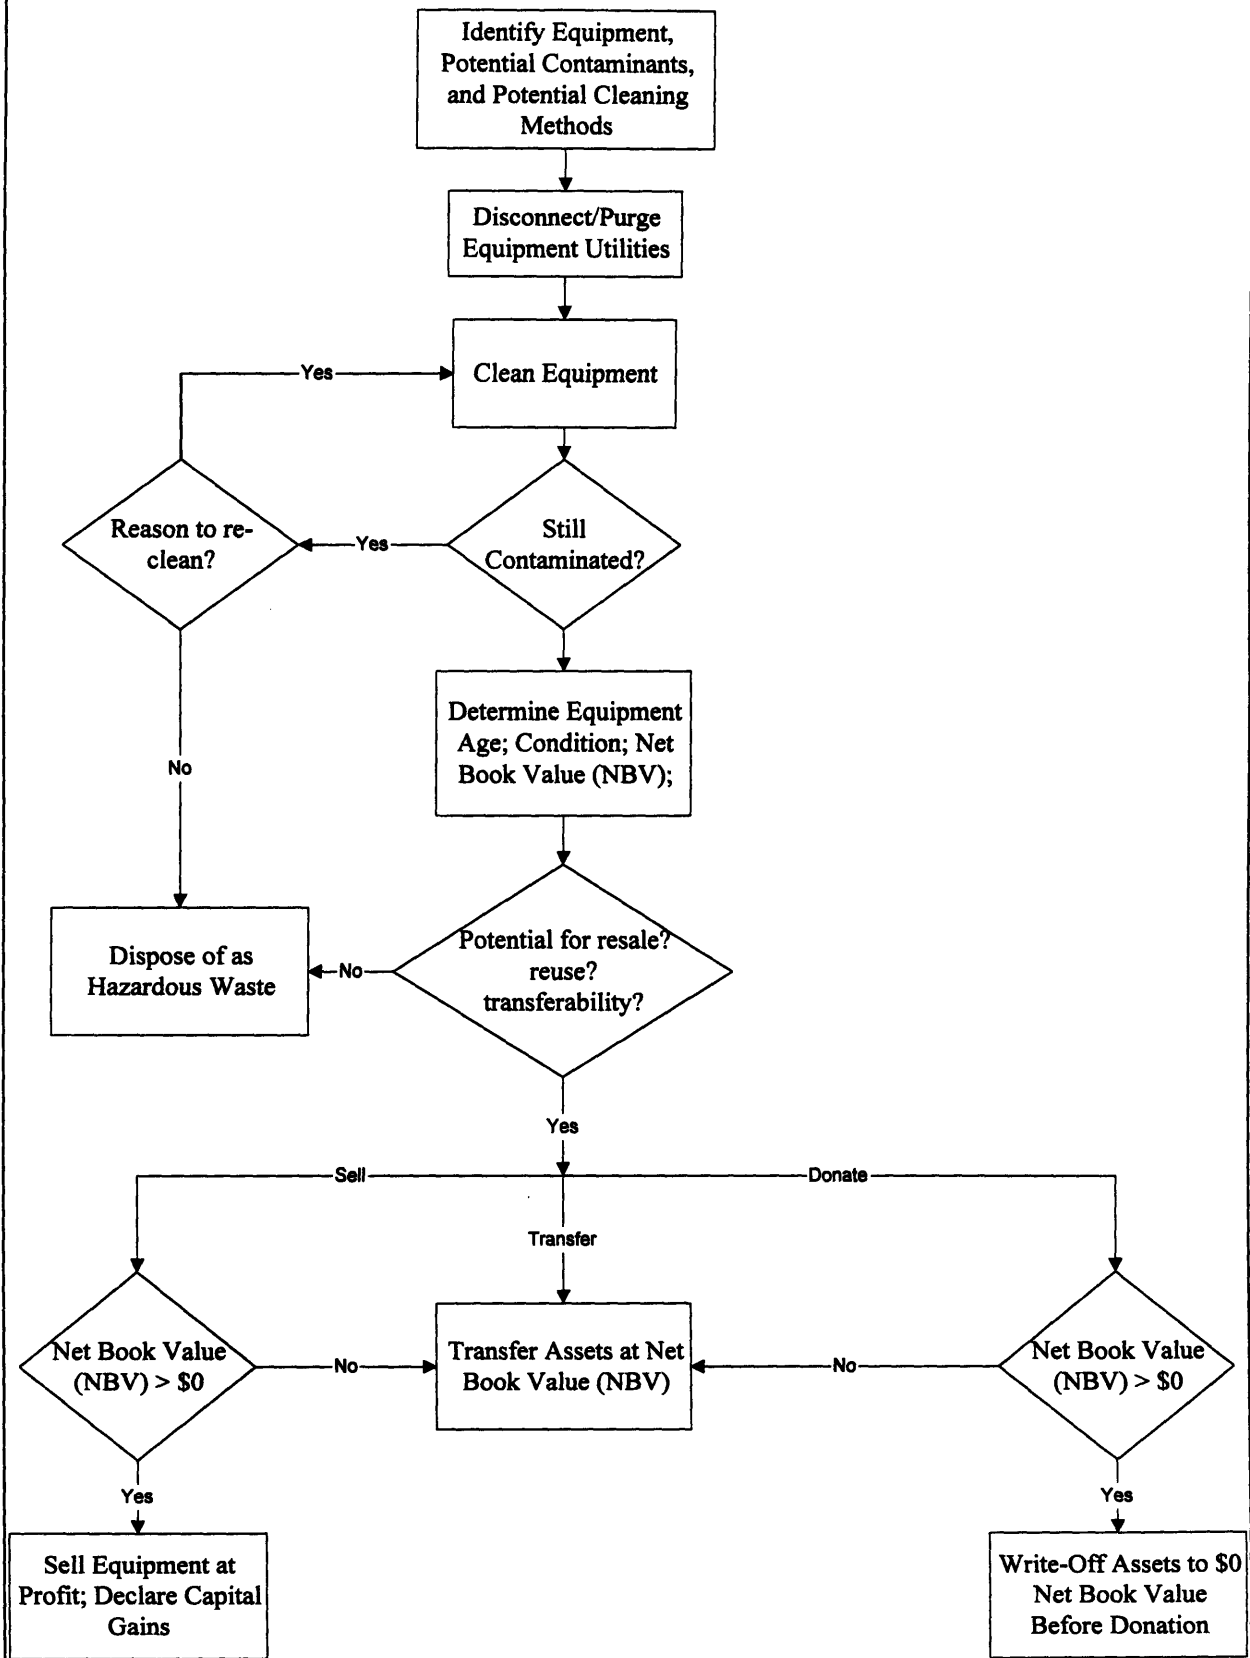 Identify Equipment,
Potential Contaminants,
and Potential Cleaning
Methods
Disconnect/Purge
Equipment Utilities
Yes
Clean Equipment
Reason to re-
clean?
Yes
Still
Contaminated?
No
Determine Equipment
Age; Condition; Net
Book Value (NBV);
Dispose of as
Hazardous Waste
No
Potential for resale?
reuse?
transferability?
Yes
Sell
Donate
Transfer
Net Book Value
(NBV) > $0
No
Transfer Assets at Net
Book Value (NBV)
No
Net Book Value
(NBV) > $0
Yes
Yes
Sell Equipment at
Profit; Declare Capital
Gains
Write-Off Assets to $0
Net Book Value
Before Donation